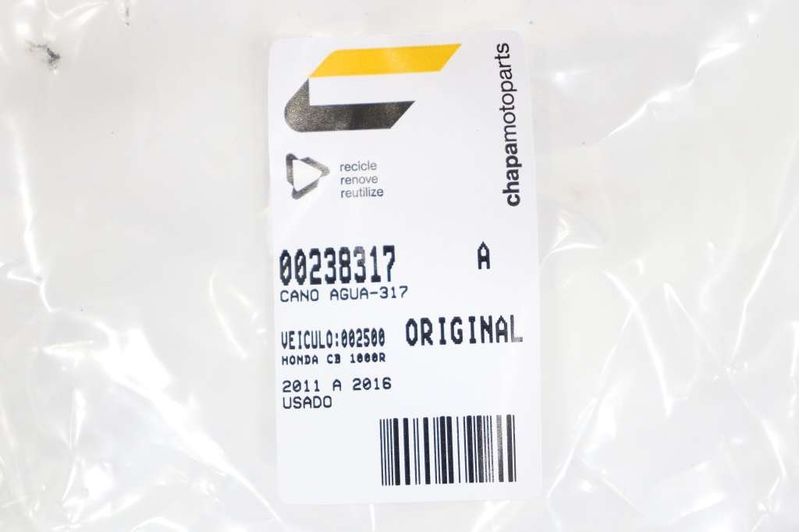 chapamotoparts
recicle
renove
reutilize
00238317 A
CANO AGUA-317
VEICULO:002500 ORIGINAL
HONDA CB 1000R
2011 A 2016
USADO